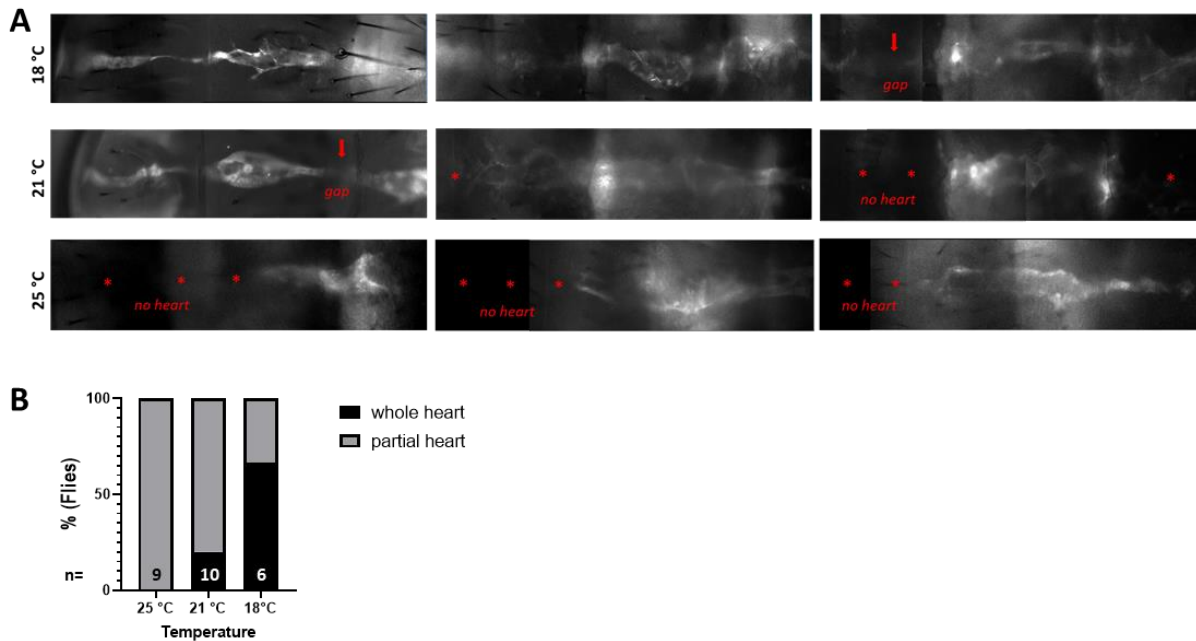 A
18 °C
gap
21 °C
gap
*
* *
no heart
*
25 °C
* * *
no heart
* * *
no heart
* *
no heart
B
100
50
0
% (Flies)
n= 9 10 6
25 °C 21 °C 18°C
Temperature
whole heart
partial heart